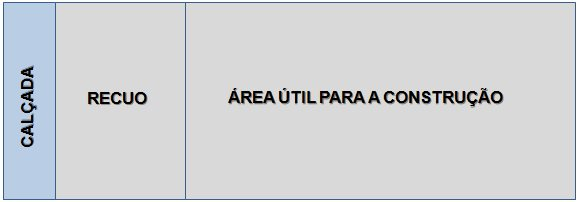 CALÇADA
RECUO
ÁREA ÚTIL PARA A CONSTRUÇÃO